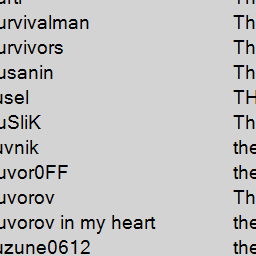 urvivalman Th
urvivors Th
usanin Th
usel TH
uSliK Th
uvnik the
uvor0FF the
uvorov Th
uvorov in my heart the
uzune0612 the